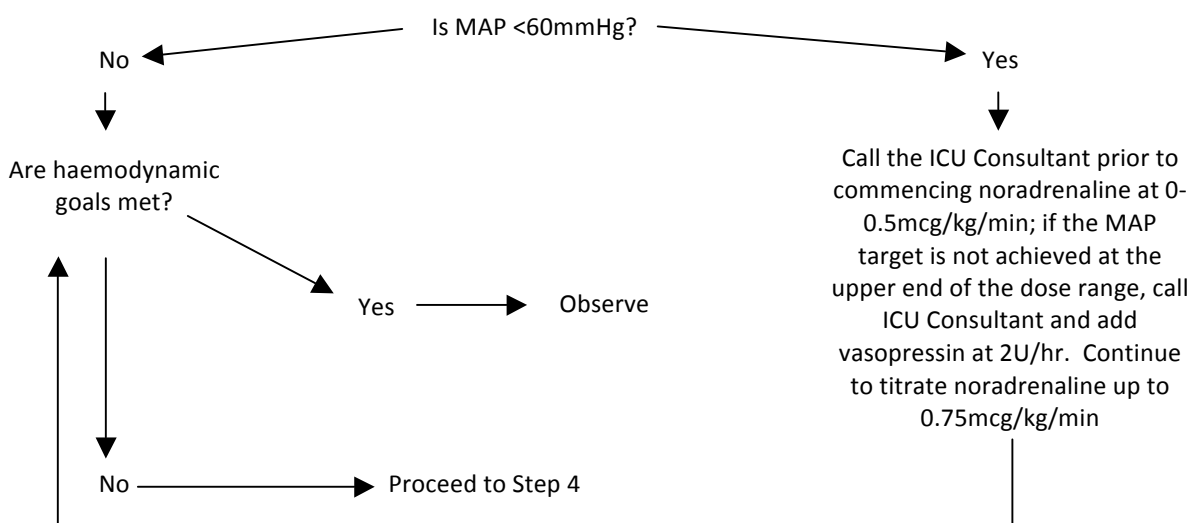 Is MAP <60mmHg?
No
Yes
Are haemodynamic
goals met?
Call the ICU Consultant prior to
commencing noradrenaline at 0-
0.5mcg/kg/min; if the MAP
target is not achieved at the
upper end of the dose range, call
ICU Consultant and add
vasopressin at 2U/hr.  Continue
to titrate noradrenaline up to
0.75mcg/kg/min
Yes
Observe
No
Proceed to Step 4